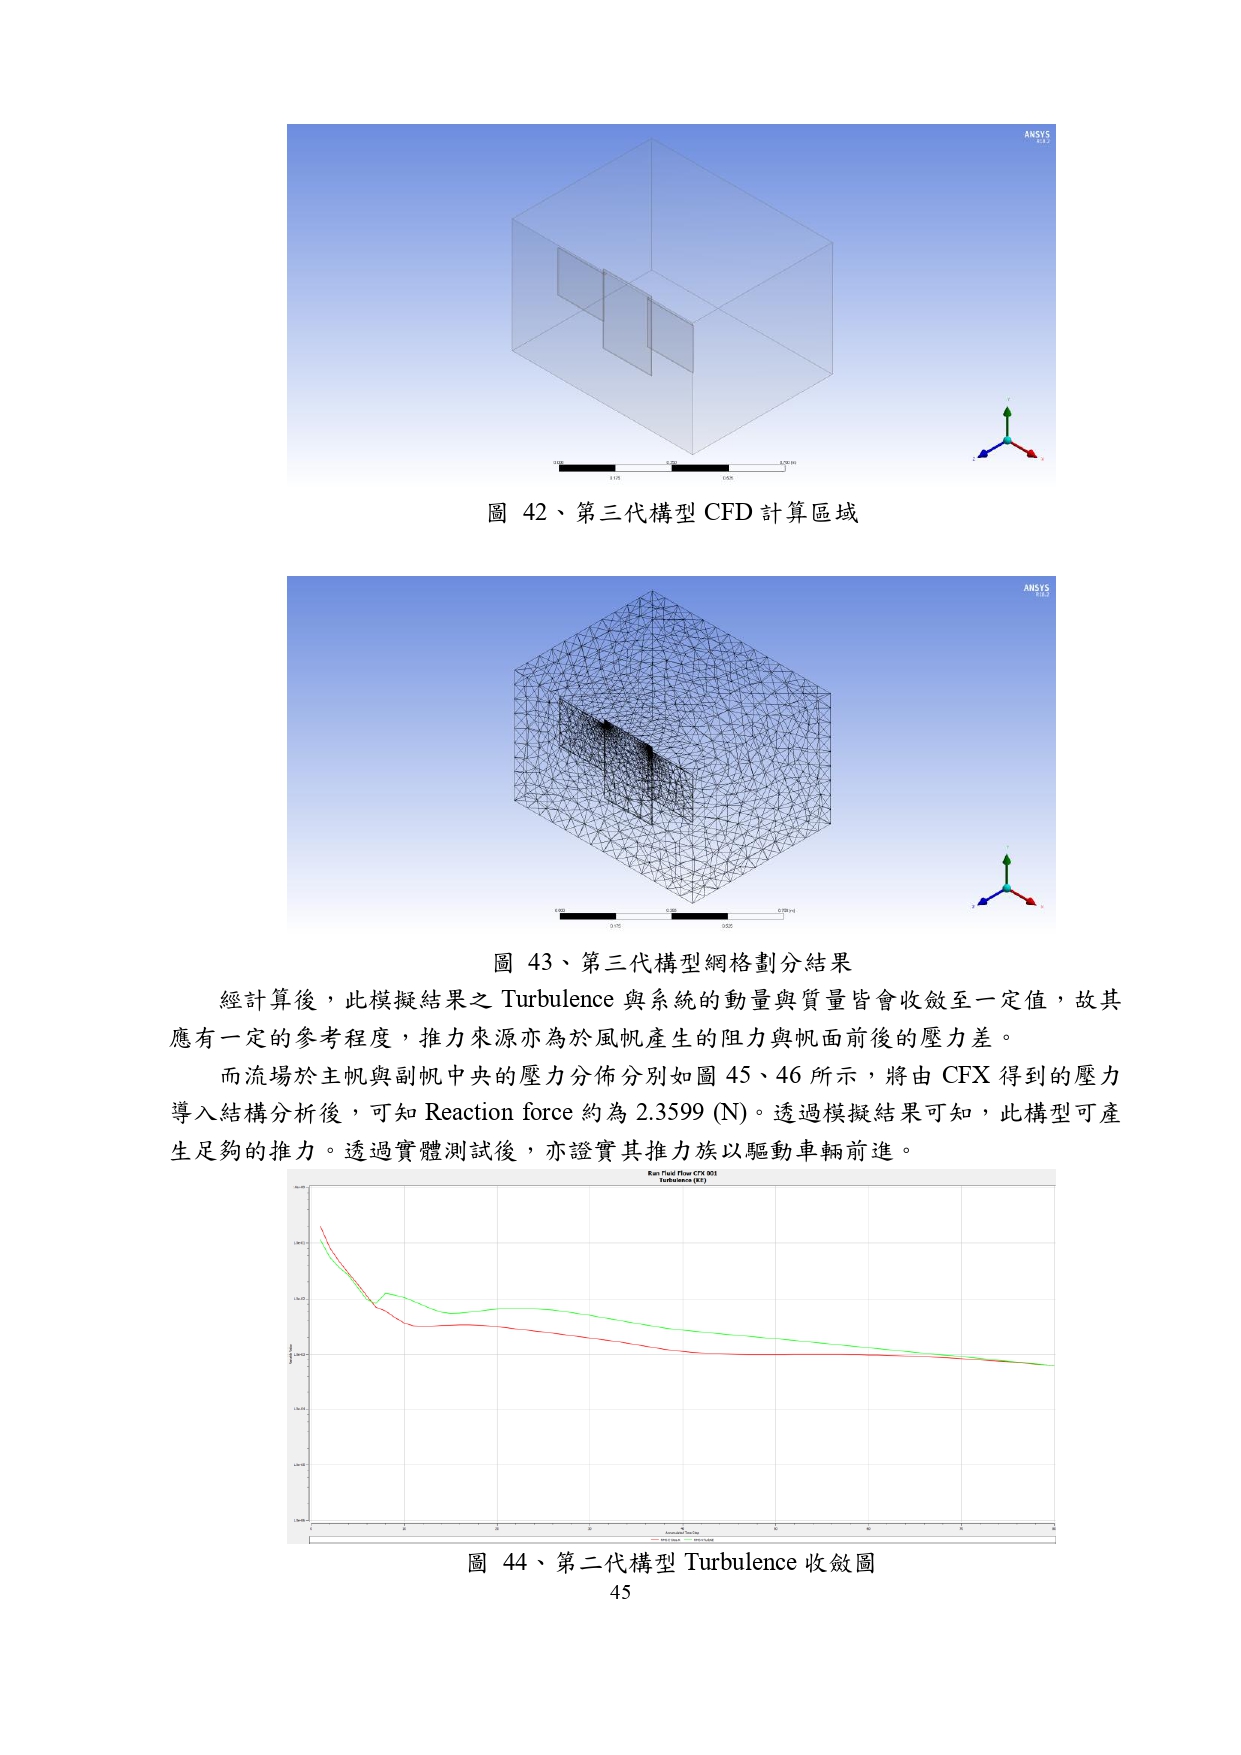 ANSYS
R18.2
0.000
0.350
0.700 (m)
0.175
0.525
圖 42、第三代構型 CFD 計算區域
ANSYS
R18.2
0.000
0.350
0.700 (m)
0.175
0.525
圖 43、第三代構型網格劃分結果
經計算後，此模擬結果之 Turbulence 與系統的動量與質量皆會收斂至一定值，故其
應有一定的參考程度，推力來源亦為於風帆產生的阻力與帆面前後的壓力差。
而流場於主帆與副帆中央的壓力分佈分別如圖 45、46 所示，將由 CFX 得到的壓力
導入結構分析後，可知 Reaction force 約為 2.3599 (N)。透過模擬結果可知，此構型可產
生足夠的推力。透過實體測試後，亦證實其推力族以驅動車輛前進。
Run Fluid Flow CFX 001
Turbulence (KE)
Variable Value
Accumulated Time Step
圖 44、第二代構型 Turbulence 收斂圖
45